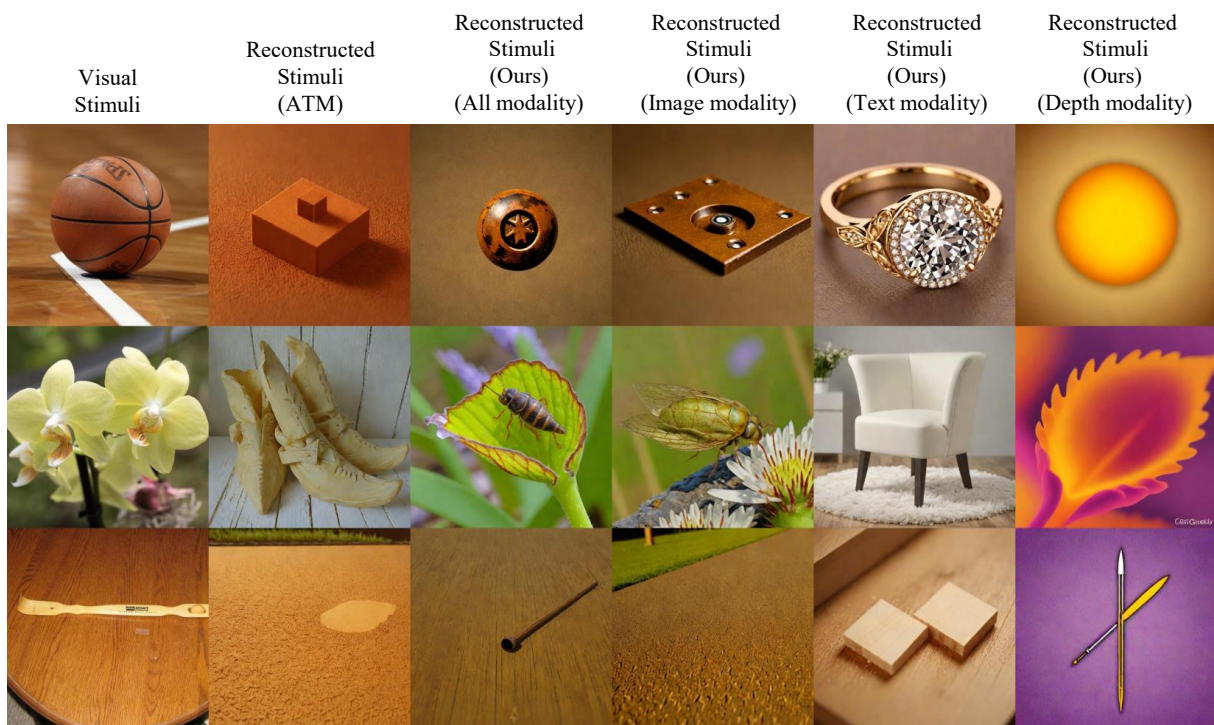 Visual
Stimuli
Reconstructed
Stimuli
(ATM)
Reconstructed
Stimuli
(Ours)
(All modality)
Reconstructed
Stimuli
(Ours)
(Image modality)
Reconstructed
Stimuli
(Ours)
(Text modality)
Reconstructed
Stimuli
(Ours)
(Depth modality)